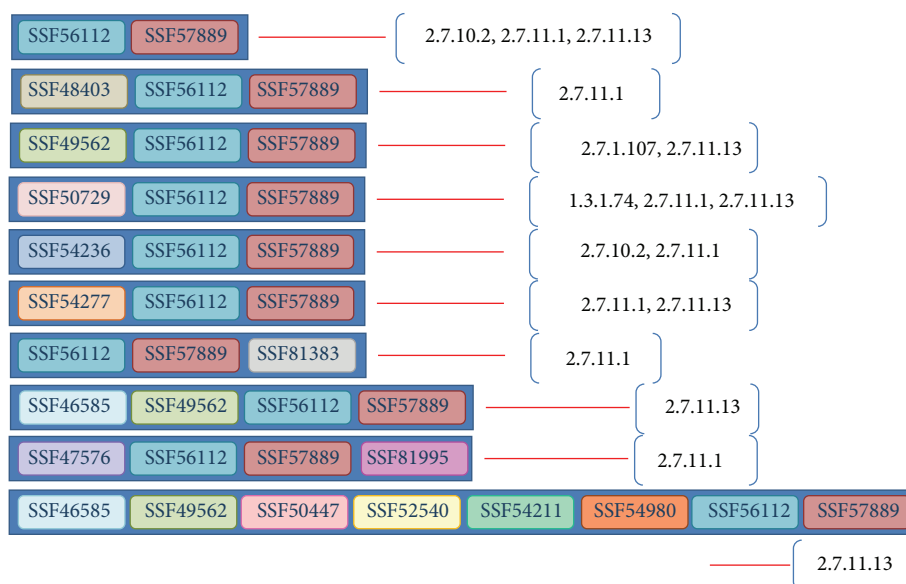 SSF56112 SSF57889 2.7.10.2, 2.7.11.1, 2.7.11.13
SSF48403 SSF56112 SSF57889 2.7.11.1
SSF49562 SSF56112 SSF57889 2.7.1.107, 2.7.11.13
SSF50729 SSF56112 SSF57889 1.3.1.74, 2.7.11.1, 2.7.11.13
SSF54236 SSF56112 SSF57889 2.7.10.2, 2.7.11.1
SSF54277 SSF56112 SSF57889 2.7.11.1, 2.7.11.13
SSF56112 SSF57889 SSF81383 2.7.11.1
SSF46585 SSF49562 SSF56112 SSF57889 2.7.11.13
SSF47576 SSF56112 SSF57889 SSF81995 2.7.11.1
SSF46585 SSF49562 SSF50447 SSF52540 SSF54211 SSF54980 SSF56112 SSF57889
2.7.11.13